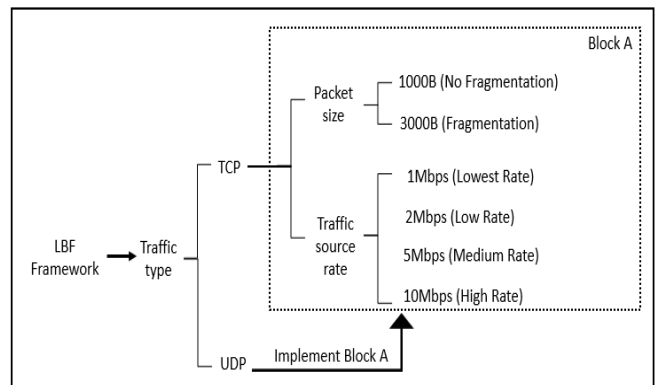 Block A
Packet
size
1000B (No Fragmentation)
3000B (Fragmentation)
TCP
Traffic
source
rate
1Mbps (Lowest Rate)
2Mbps (Low Rate)
5Mbps (Medium Rate)
10Mbps (High Rate)
LBF
Framework
Traffic
type
UDP
Implement Block A